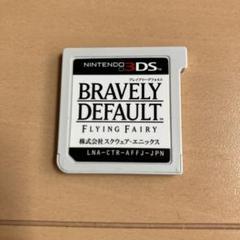 NINTENDO 3DS
ブレイブリーデフォルト
BRAVELY
DEFAULT
FLYING FAIRY
株式会社スクウェア・エニックス
LNA-CTR-AFFJ-JPN